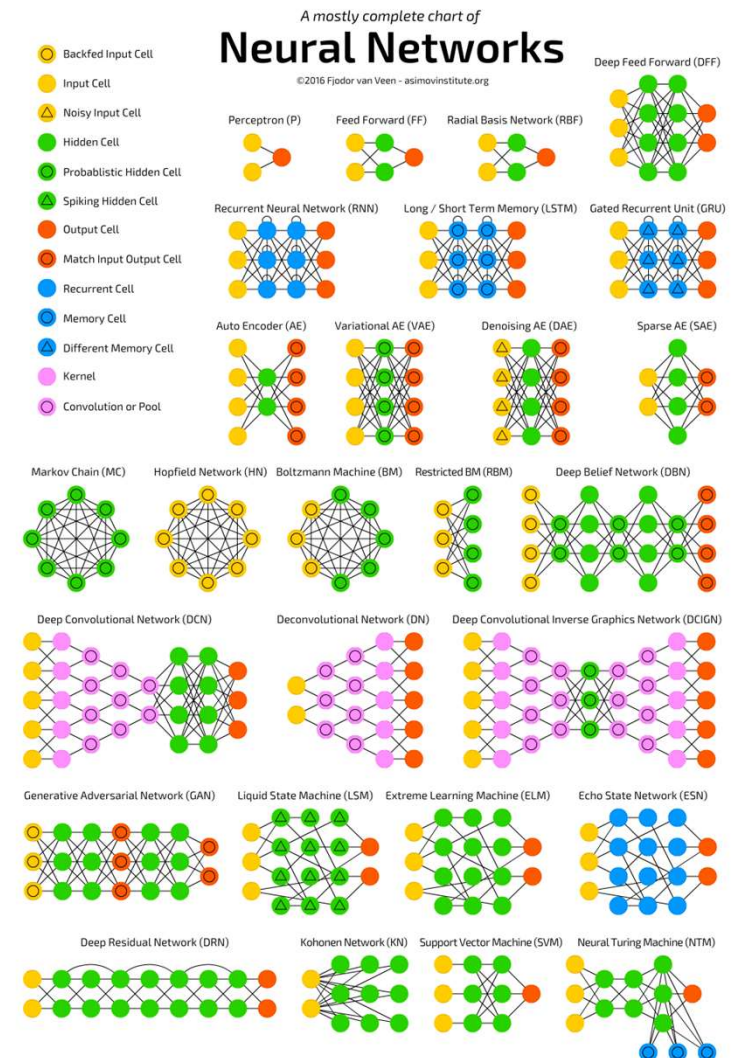 A mostly complete chart of
Neural Networks
©2016 Fjodor van Veen - asimovinstitute.org
Backfed Input Cell
Input Cell
Noisy Input Cell
Hidden Cell
Probablistic Hidden Cell
Spiking Hidden Cell
Output Cell
Match Input Output Cell
Recurrent Cell
Memory Cell
Different Memory Cell
Kernel
Convolution or Pool
Deep Feed Forward (DFF)
Perceptron (P)
Feed Forward (FF)
Radial Basis Network (RBF)
Recurrent Neural Network (RNN)
Long / Short Term Memory (LSTM)
Gated Recurrent Unit (GRU)
Auto Encoder (AE)
Variational AE (VAE)
Denoising AE (DAE)
Sparse AE (SAE)
Markov Chain (MC)
Hopfield Network (HN)
Boltzmann Machine (BM)
Restricted BM (RBM)
Deep Belief Network (DBN)
Deep Convolutional Network (DCN)
Deconvolutional Network (DN)
Deep Convolutional Inverse Graphics Network (DCIGN)
Generative Adversarial Network (GAN)
Liquid State Machine (LSM)
Extreme Learning Machine (ELM)
Echo State Network (ESN)
Deep Residual Network (DRN)
Kohonen Network (KN)
Support Vector Machine (SVM)
Neural Turing Machine (NTM)